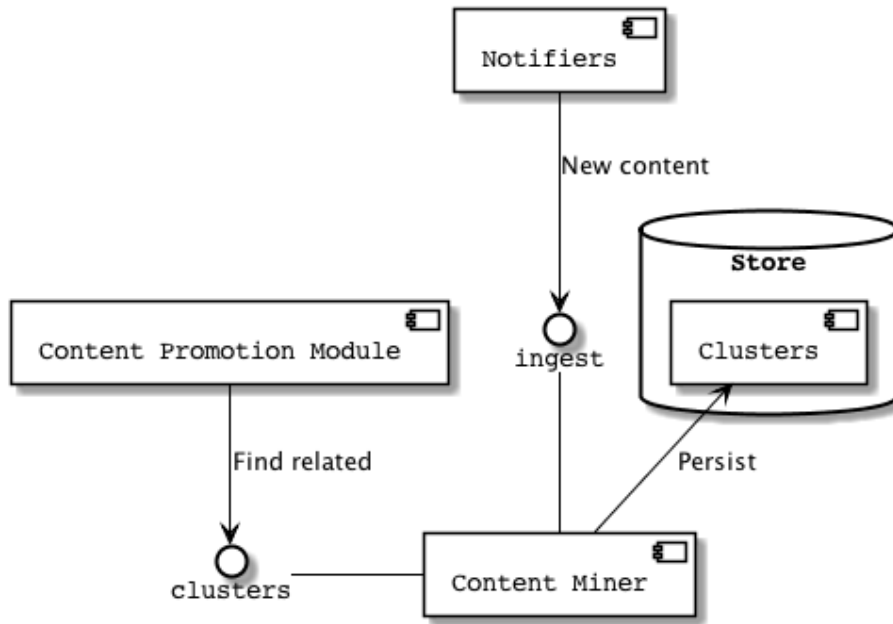 Notifiers
New content
Store
Content Promotion Module
ingest
Clusters
Find related
Persist
clusters
Content Miner